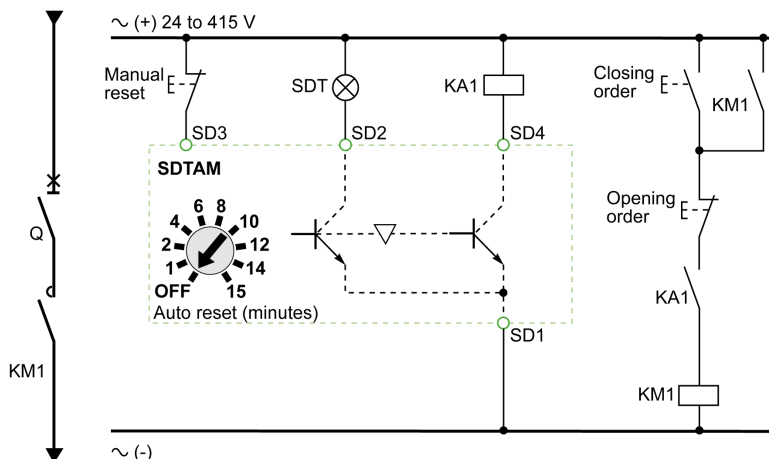 ∿ (+) 24 to 415 V
Manual
reset
SDT
KA1
Closing
order
KM1
SD3
SD2
SD4
SDTAM
Q
6 8
4 10
2 12
1 14
OFF 15
Auto reset (minutes)
Opening
order
KA1
SD1
KM1
KM1
∿ (-)